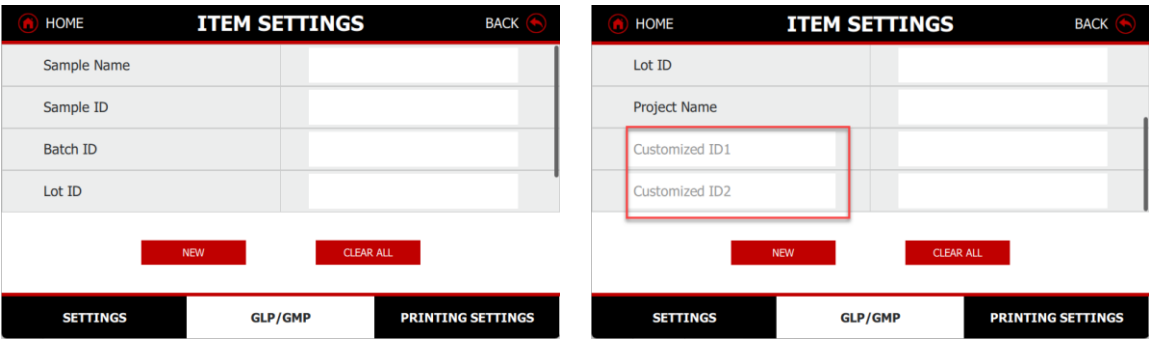 HOME ITEM SETTINGS BACK
Sample Name
Sample ID
Batch ID
Lot ID
NEW CLEAR ALL
SETTINGS GLP/GMP PRINTING SETTINGS
HOME ITEM SETTINGS BACK
Lot ID
Project Name
Customized ID1
Customized ID2
NEW CLEAR ALL
SETTINGS GLP/GMP PRINTING SETTINGS